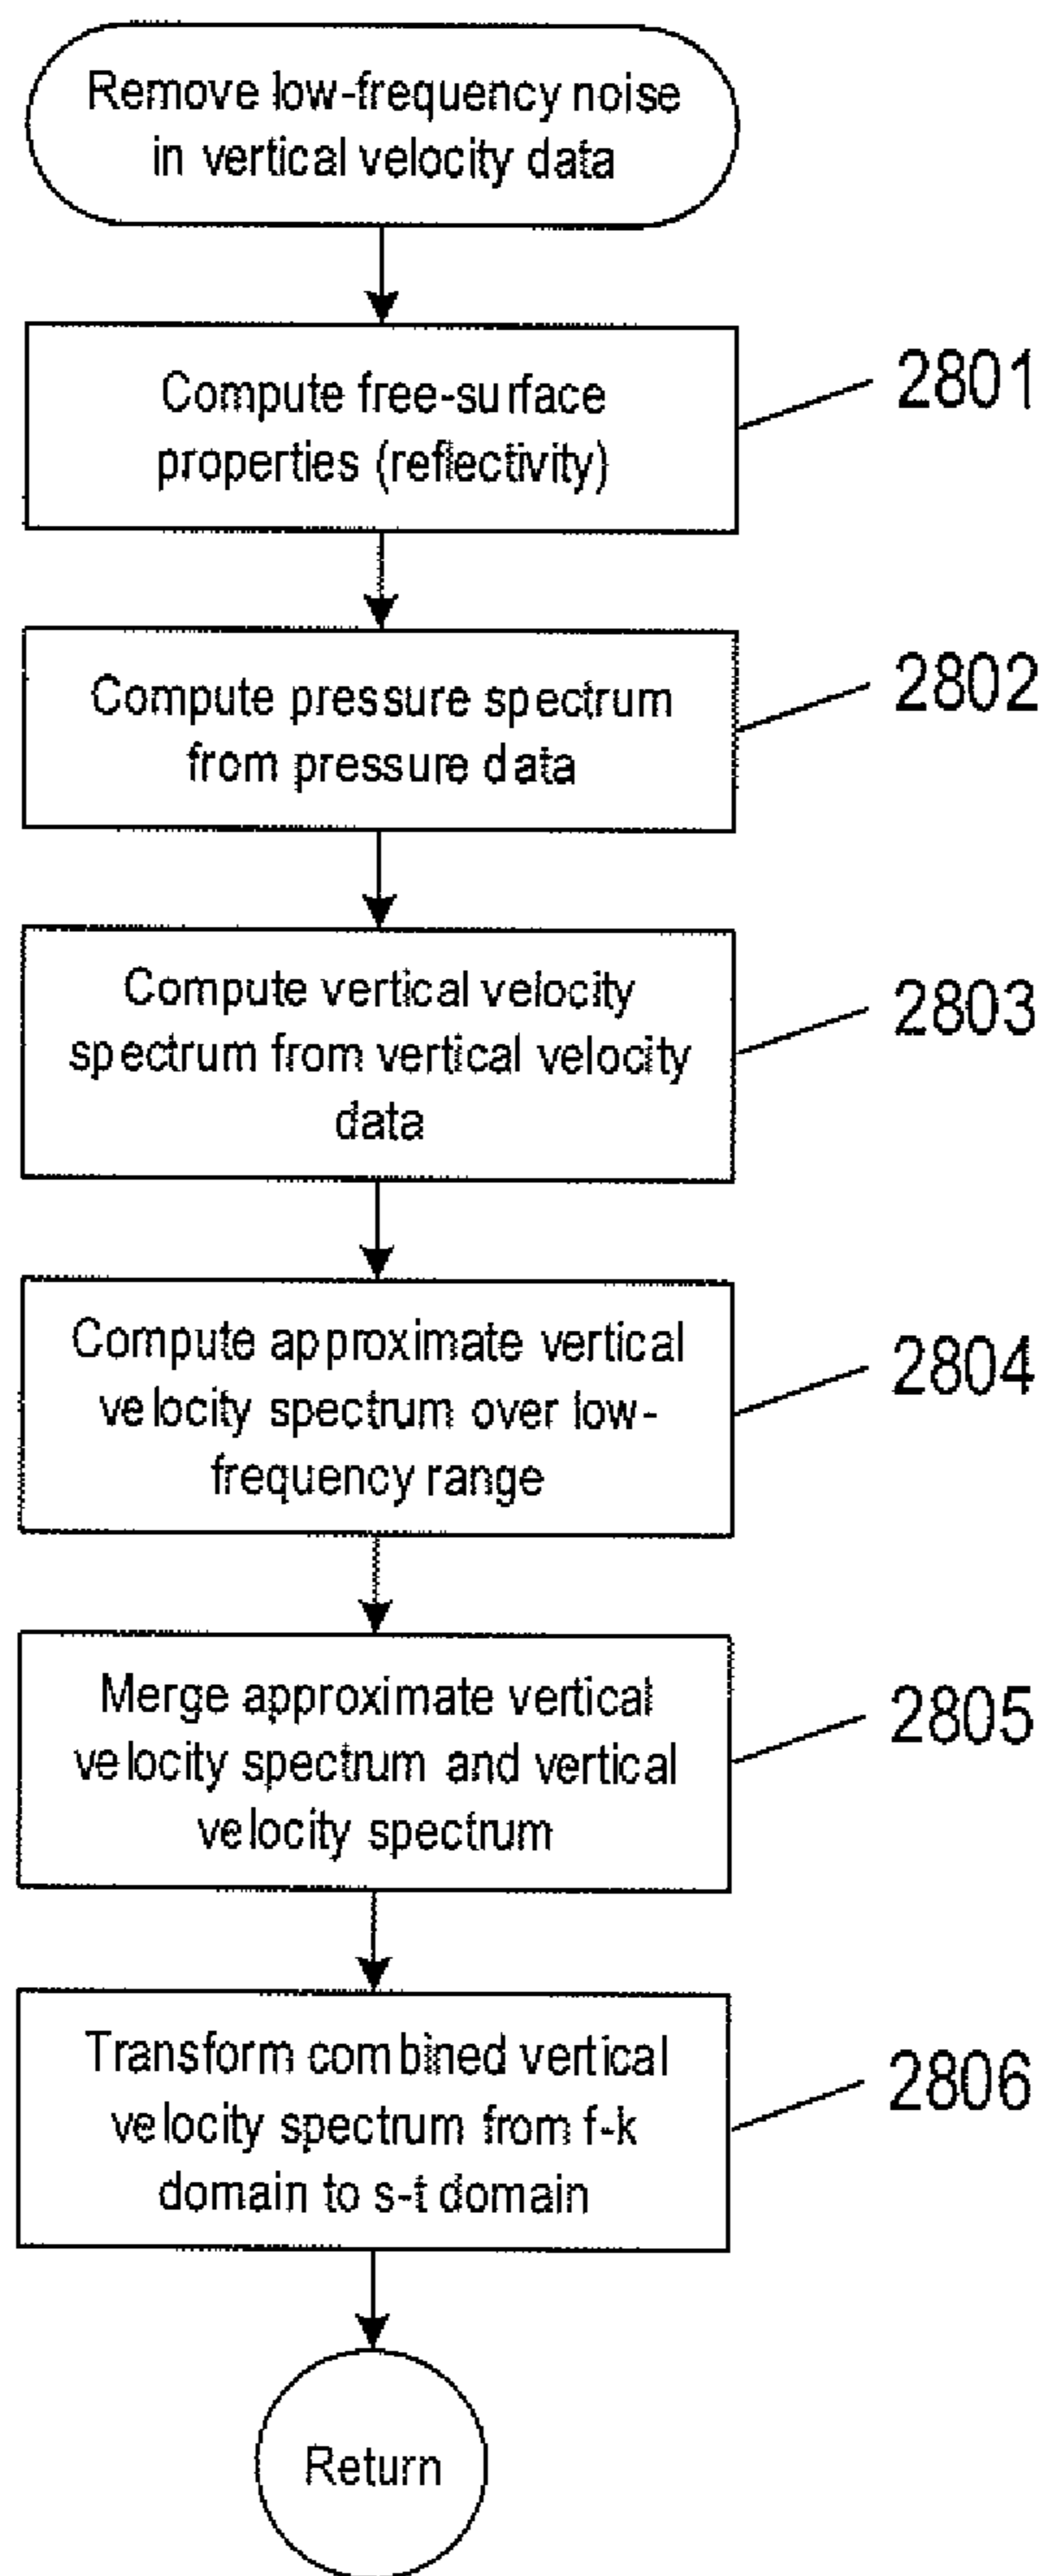 Remove low-frequency noise
in vertical velocity data
Compute free-surface
properties (reflectivity)
2801
Compute pressure spectrum
from pressure data
2802
Compute vertical velocity
spectrum from vertical velocity
data
2803
Compute approximate vertical
velocity spectrum over low-
frequency range
2804
Merge approximate vertical
velocity spectrum and vertical
velocity spectrum
2805
Transform combined vertical
velocity spectrum from f-k
domain to s-t domain
2806
Return